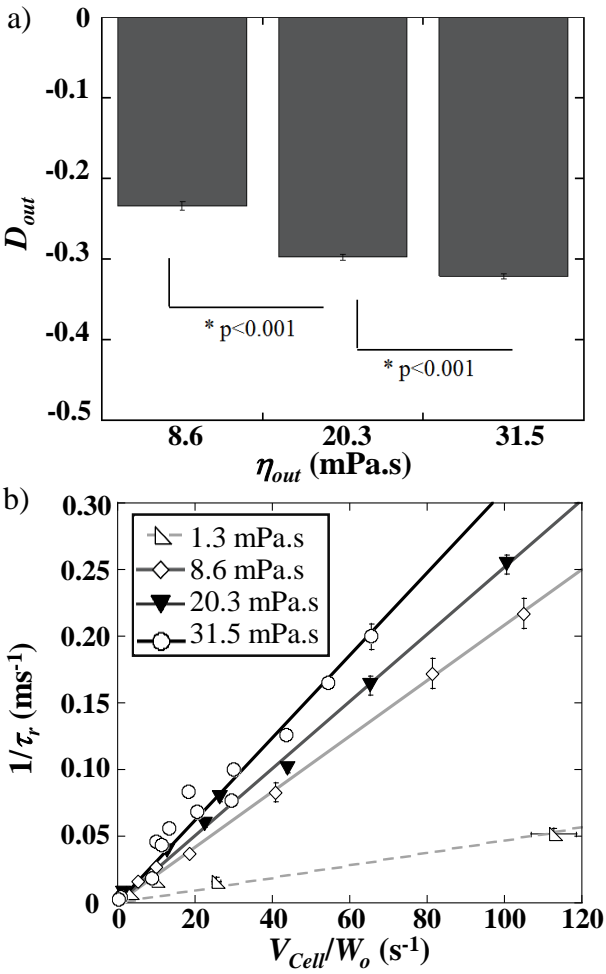 a)
0
-0.1
-0.2
-0.3
-0.4
-0.5
D_out
* p<0.001
* p<0.001
8.6 20.3 31.5
η_out (mPa.s)
b)
0.30
0.25
0.20
0.15
0.10
0.05
0
1/τ_r (ms⁻¹)
1.3 mPa.s
8.6 mPa.s
20.3 mPa.s
31.5 mPa.s
0 20 40 60 80 100 120
V_Cell/W_o (s⁻¹)